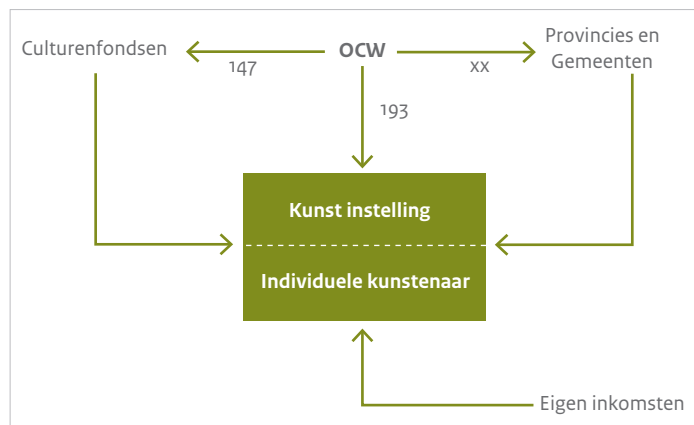 Culturenfondsen
OCW
Provincies en
Gemeenten
147
xx
193
Kunst instelling
Individuele kunstenaar
Eigen inkomsten